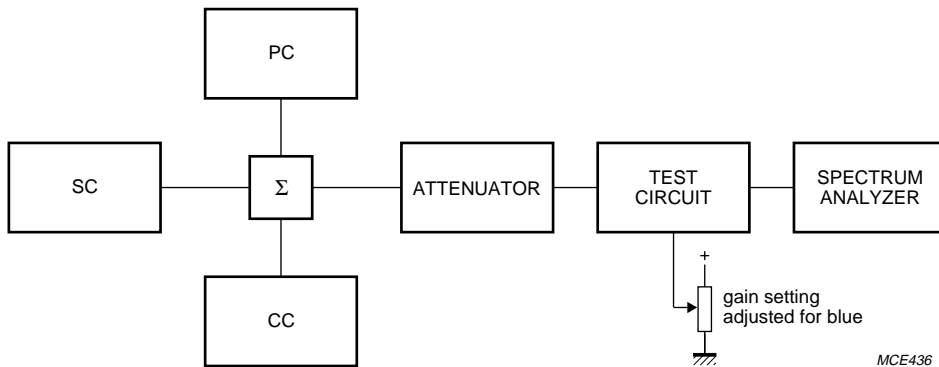 PC
SC
Σ
ATTENUATOR
TEST
CIRCUIT
SPECTRUM
ANALYZER
CC
+
gain setting
adjusted for blue
MCE436